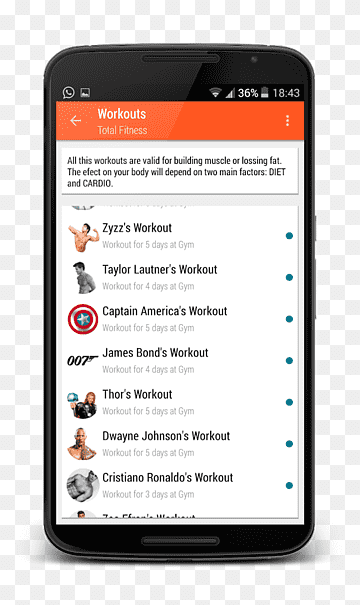 36% 18:43
Workouts
Total Fitness
All this workouts are valid for building muscle or lossing fat.
The efect on your body will depend on two main factors: DIET
and CARDIO.
Zyzz's Workout
Workout for 5 days at Gym
Taylor Lautner's Workout
Workout for 4 days at Gym
Captain America's Workout
Workout for 5 days at Gym
007 James Bond's Workout
Workout for 4 days at Gym
Thor's Workout
Workout for 5 days at Gym
Dwayne Johnson's Workout
Workout for 5 days at Gym
Cristiano Ronaldo's Workout
Workout for 3 days at Gym
Zac Efron's Workout